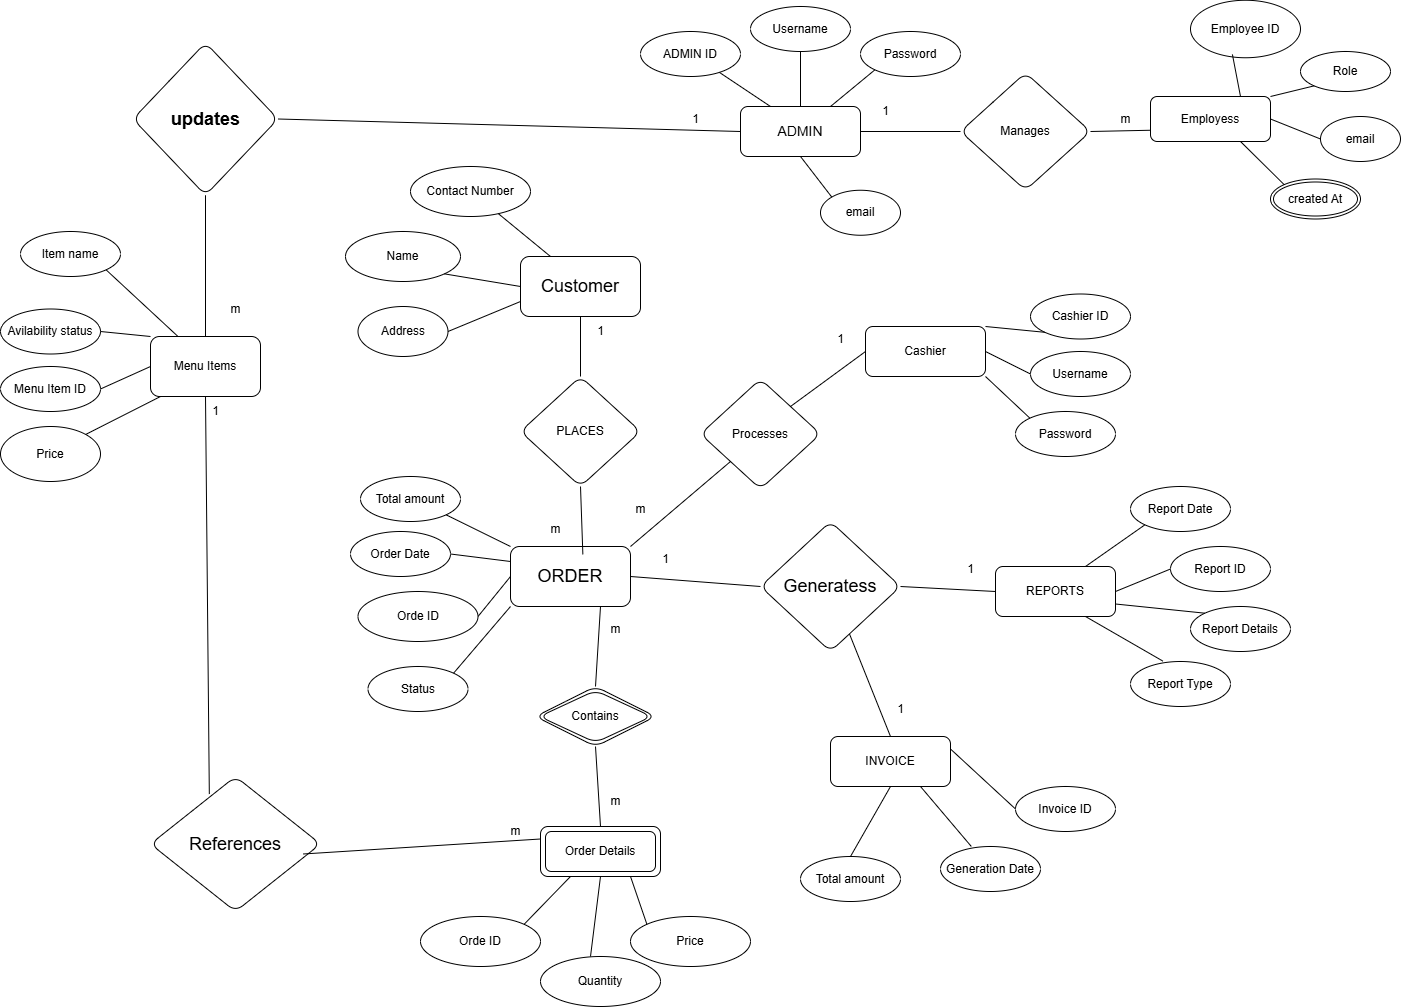 Username
Employee ID
ADMIN ID
Password
Role
updates
1
ADMIN
1
Manages
m
Employess
email
created At
email
Contact Number
Item name
Name
Customer
Address
m
1
Avilability status
Menu Items
Menu Item ID
1
Price
Cashier ID
1
Cashier
Username
Password
PLACES
Processes
Total amount
m
m
Order Date
ORDER
Orde ID
Status
1
Generatess
1
REPORTS
Report Date
Report ID
Report Details
Report Type
m
Contains
m
1
INVOICE
Invoice ID
Generation Date
Total amount
References
m
Order Details
Orde ID
Quantity
Price